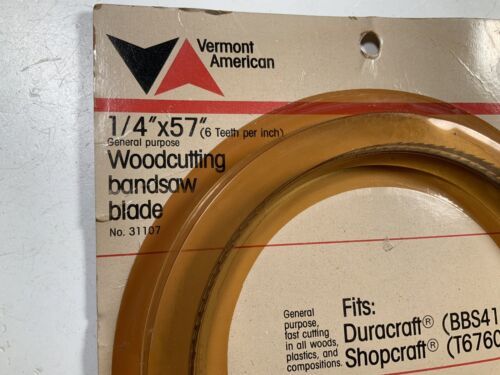 Vermont
American
1/4"x57" (6 Teeth per inch)
General purpose
Woodcutting
bandsaw
blade
No. 31107
General
purpose,
fast cutting
in all woods,
plastics, and
compositions.
Fits:
Duracraft® (BBS41
Shopcraft® (T6760